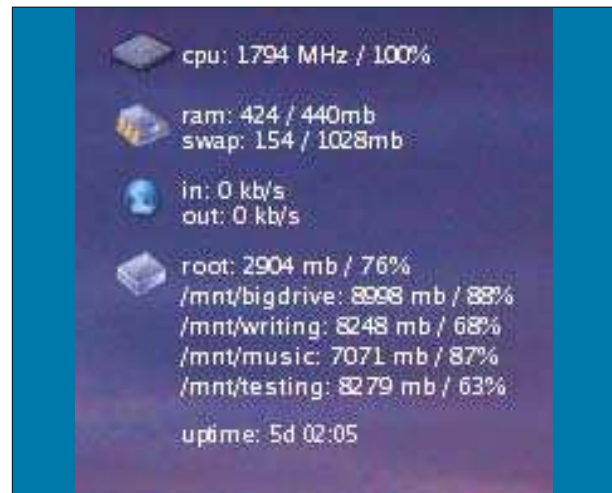 cpu: 1794 MHz / 100%
ram: 424 / 440mb
swap: 154 / 1028mb
in: 0 kb/s
out: 0 kb/s
root: 2904 mb / 76%
/mnt/bigdrive: 8998 mb / 88%
/mnt/writing: 8248 mb / 68%
/mnt/music: 7071 mb / 87%
/mnt/testing: 8279 mb / 63%
uptime: 5d 02:05